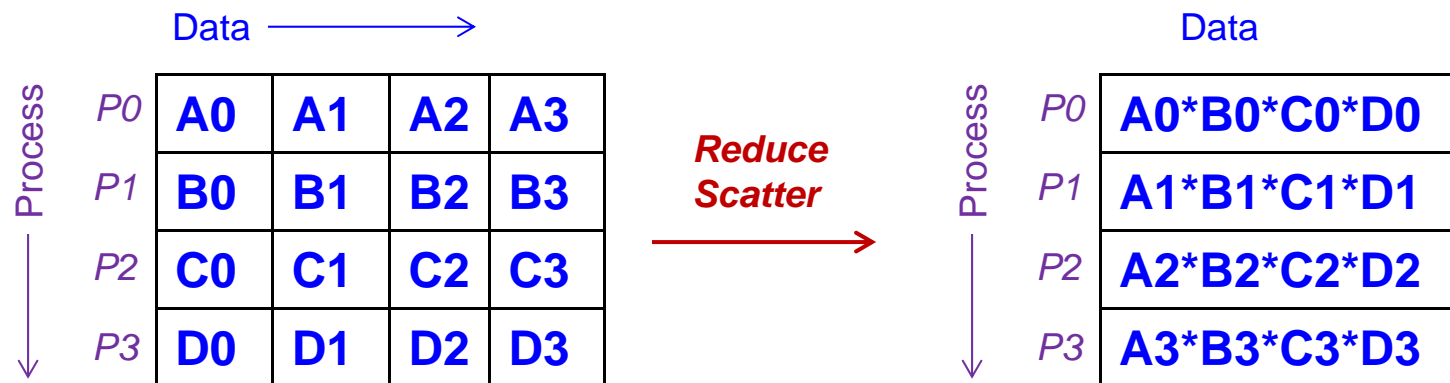 Data Data
Process Process
P0 A0 A1 A2 A3 P0 A0*B0*C0*D0
Reduce
P1 B0 B1 B2 B3 P1 A1*B1*C1*D1
Scatter
P2 C0 C1 C2 C3 P2 A2*B2*C2*D2
P3 D0 D1 D2 D3 P3 A3*B3*C3*D3